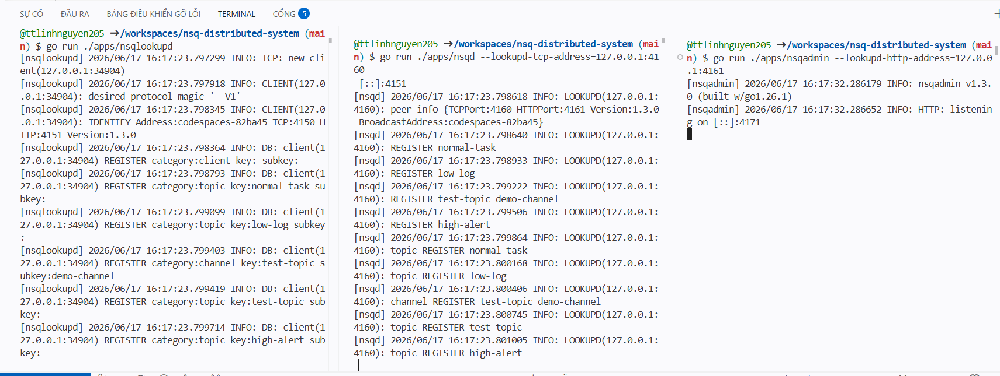 SỰ CỐ ĐẦU RA BẢNG ĐIỀU KHIỂN GỠ LỖI TERMINAL CỔNG 5
@ttlinhnguyen205 ➔/workspaces/nsq-distributed-system (mai
n) $ go run ./apps/nsqlookupd
[nsqlookupd] 2026/06/17 16:17:23.797299 INFO: TCP: new cli
ent(127.0.0.1:34904)
[nsqlookupd] 2026/06/17 16:17:23.797918 INFO: CLIENT(127.0
.0.1:34904): desired protocol magic '  V1'
[nsqlookupd] 2026/06/17 16:17:23.798345 INFO: CLIENT(127.0
.0.1:34904): IDENTIFY Address:codespaces-82ba45 TCP:4150 H
TTP:4151 Version:1.3.0
[nsqlookupd] 2026/06/17 16:17:23.798364 INFO: DB: client(1
27.0.0.1:34904) REGISTER category:client key: subkey:
[nsqlookupd] 2026/06/17 16:17:23.798793 INFO: DB: client(1
27.0.0.1:34904) REGISTER category:topic key:normal-task su
bkey:
[nsqlookupd] 2026/06/17 16:17:23.799099 INFO: DB: client(1
27.0.0.1:34904) REGISTER category:topic key:low-log subkey
:
[nsqlookupd] 2026/06/17 16:17:23.799403 INFO: DB: client(1
27.0.0.1:34904) REGISTER category:channel key:test-topic s
ubkey:demo-channel
[nsqlookupd] 2026/06/17 16:17:23.799419 INFO: DB: client(1
27.0.0.1:34904) REGISTER category:topic key:test-topic sub
key:
[nsqlookupd] 2026/06/17 16:17:23.799714 INFO: DB: client(1
27.0.0.1:34904) REGISTER category:topic key:high-alert sub
key:
@ttlinhnguyen205 ➔/workspaces/nsq-distributed-system (mai
n) $ go run ./apps/nsqd --lookupd-tcp-address=127.0.0.1:41
60
[::]:4151
[nsqd] 2026/06/17 16:17:23.798618 INFO: LOOKUPD(127.0.0.1:
4160): peer info {TCPPort:4160 HTTPPort:4161 Version:1.3.0
BroadcastAddress:codespaces-82ba45}
[nsqd] 2026/06/17 16:17:23.798640 INFO: LOOKUPD(127.0.0.1:
4160): REGISTER normal-task
[nsqd] 2026/06/17 16:17:23.798933 INFO: LOOKUPD(127.0.0.1:
4160): REGISTER low-log
[nsqd] 2026/06/17 16:17:23.799222 INFO: LOOKUPD(127.0.0.1:
4160): REGISTER test-topic demo-channel
[nsqd] 2026/06/17 16:17:23.799506 INFO: LOOKUPD(127.0.0.1:
4160): REGISTER high-alert
[nsqd] 2026/06/17 16:17:23.799864 INFO: LOOKUPD(127.0.0.1:
4160): topic REGISTER normal-task
[nsqd] 2026/06/17 16:17:23.800168 INFO: LOOKUPD(127.0.0.1:
4160): topic REGISTER low-log
[nsqd] 2026/06/17 16:17:23.800406 INFO: LOOKUPD(127.0.0.1:
4160): channel REGISTER test-topic demo-channel
[nsqd] 2026/06/17 16:17:23.800745 INFO: LOOKUPD(127.0.0.1:
4160): topic REGISTER test-topic
[nsqd] 2026/06/17 16:17:23.801005 INFO: LOOKUPD(127.0.0.1:
4160): topic REGISTER high-alert
@ttlinhnguyen205 ➔/workspaces/nsq-distributed-system (mai
n) $ go run ./apps/nsqadmin --lookupd-http-address=127.0.0
.1:4161
[nsqadmin] 2026/06/17 16:17:32.286179 INFO: nsqadmin v1.3.
0 (built w/go1.26.1)
[nsqadmin] 2026/06/17 16:17:32.286652 INFO: HTTP: listenin
g on [::]:4171